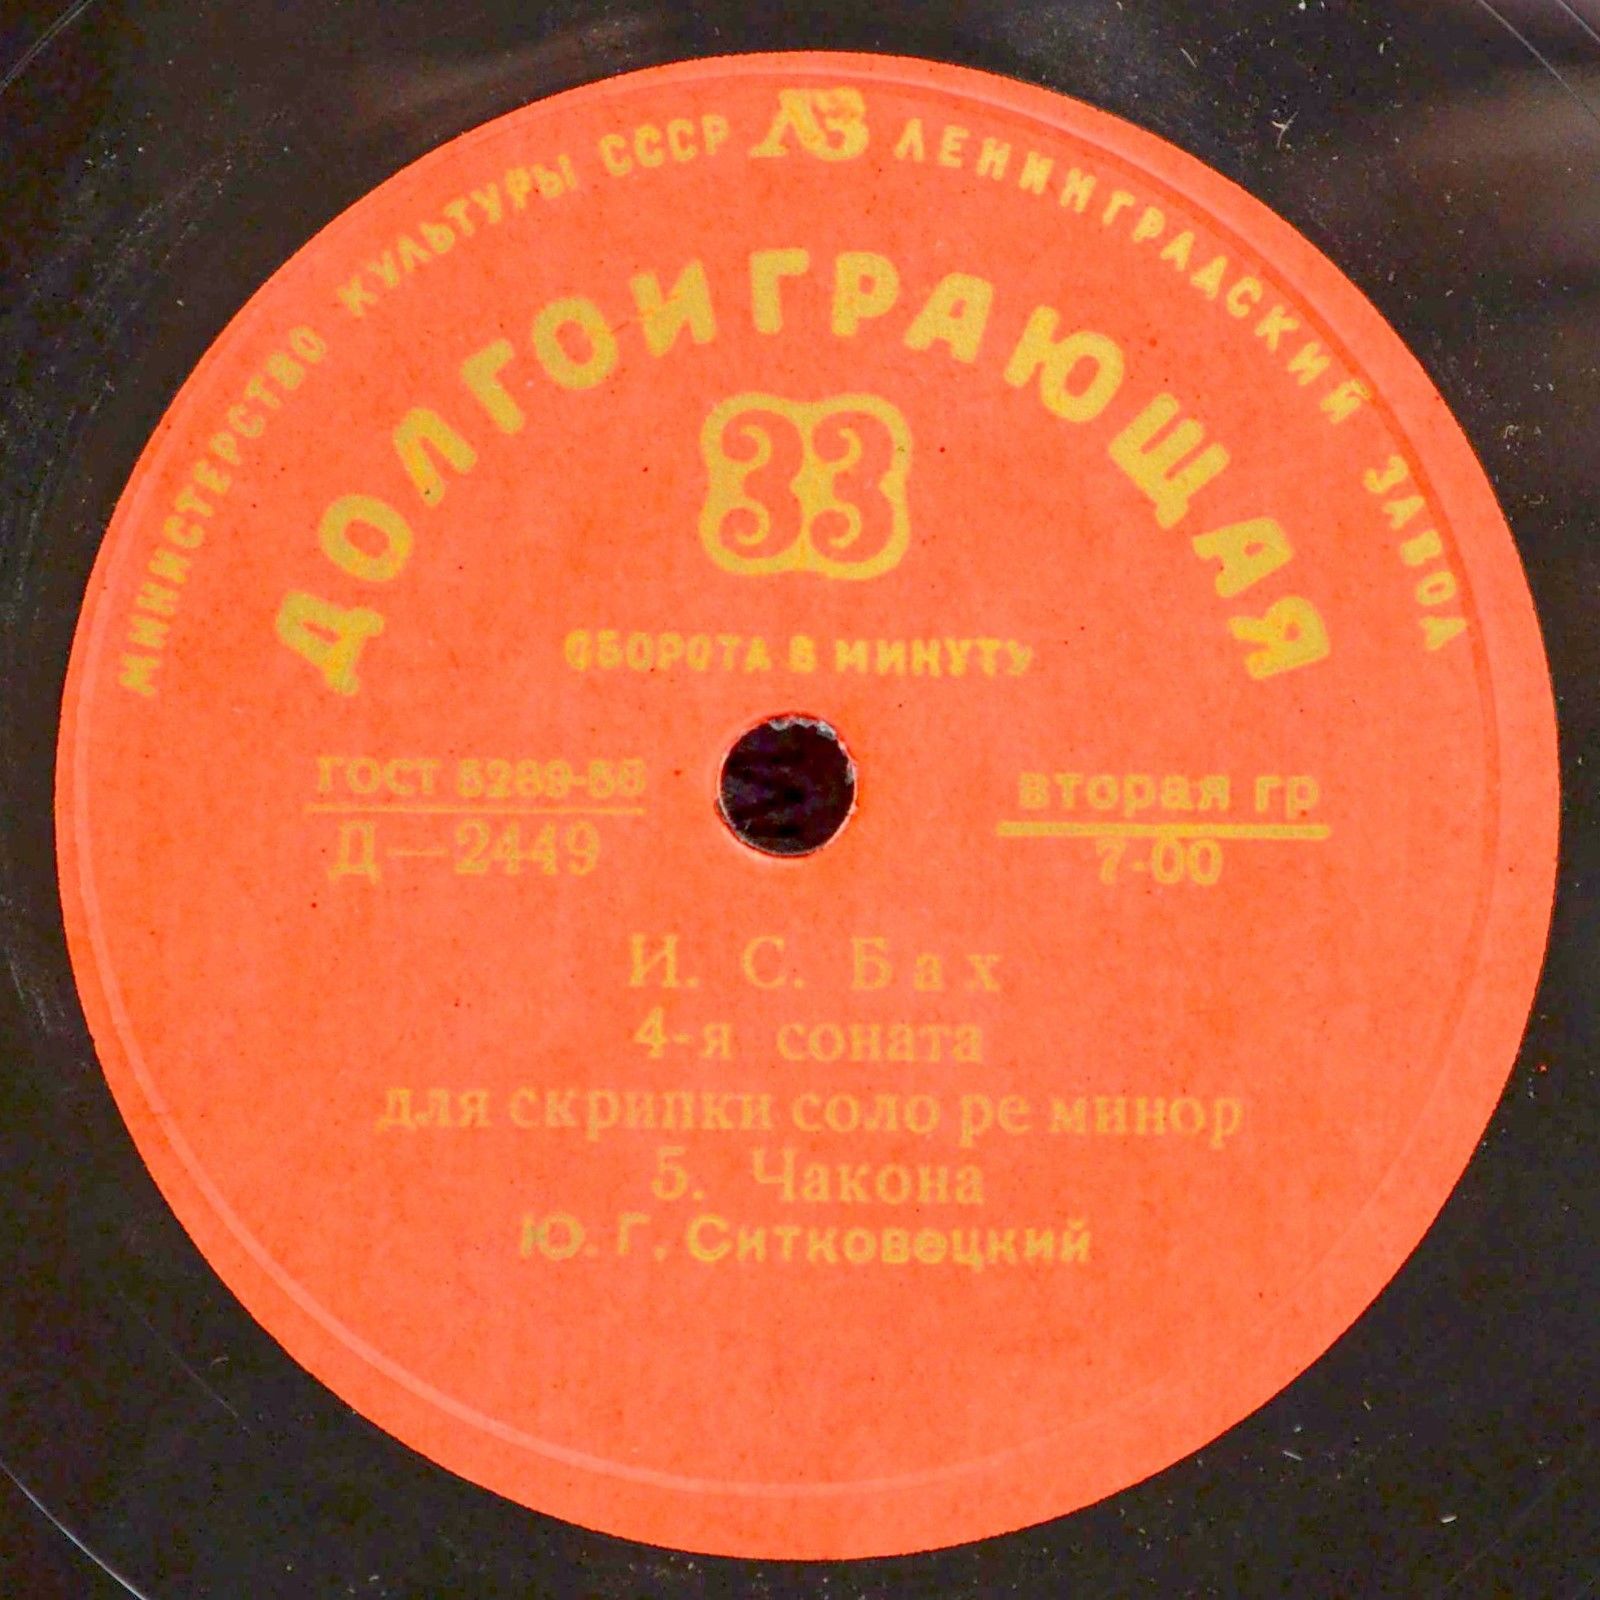 МИНИСТЕРСТВО КУЛЬТУРЫ СССР ЛЗ ЛЕНИНГРАДСКИЙ ЗАВОД
ДОЛГОИГРАЮЩАЯ
33
ОБОРОТА В МИНУТУ
ГОСТ 5289-56
Д—2449
вторая гр
7-00
И. С. Бах
4-я соната
для скрипки соло ре минор
5. Чакона
Ю. Г. Ситковецкий